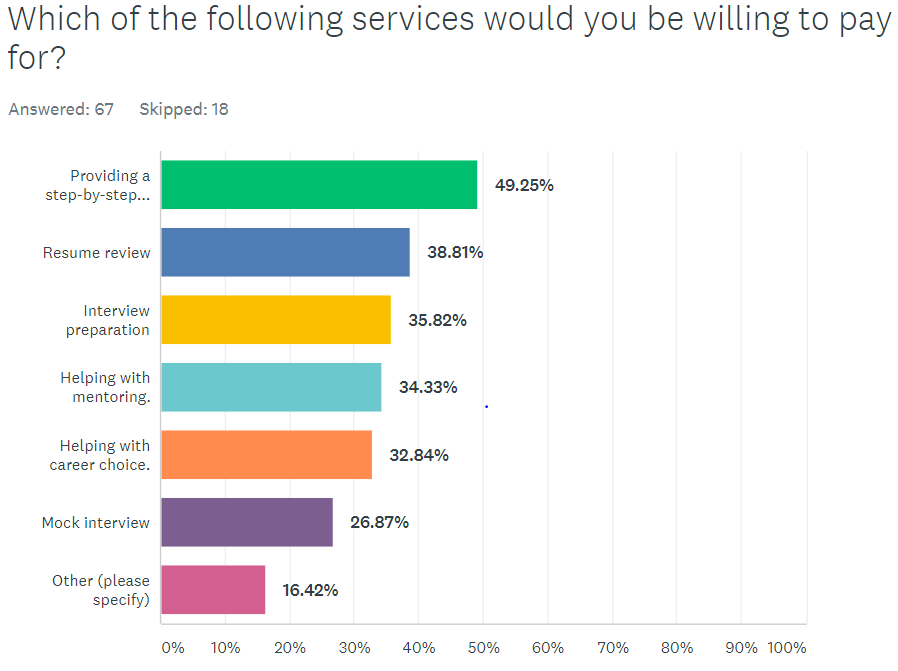 Which of the following services would you be willing to pay
for?
Answered: 67 Skipped: 18
Providing a
step-by-step...
49.25%
Resume review
38.81%
Interview
preparation
35.82%
Helping with
mentoring.
34.33%
Helping with
career choice.
32.84%
Mock interview
26.87%
Other (please
specify)
16.42%
0% 10% 20% 30% 40% 50% 60% 70% 80% 90% 100%